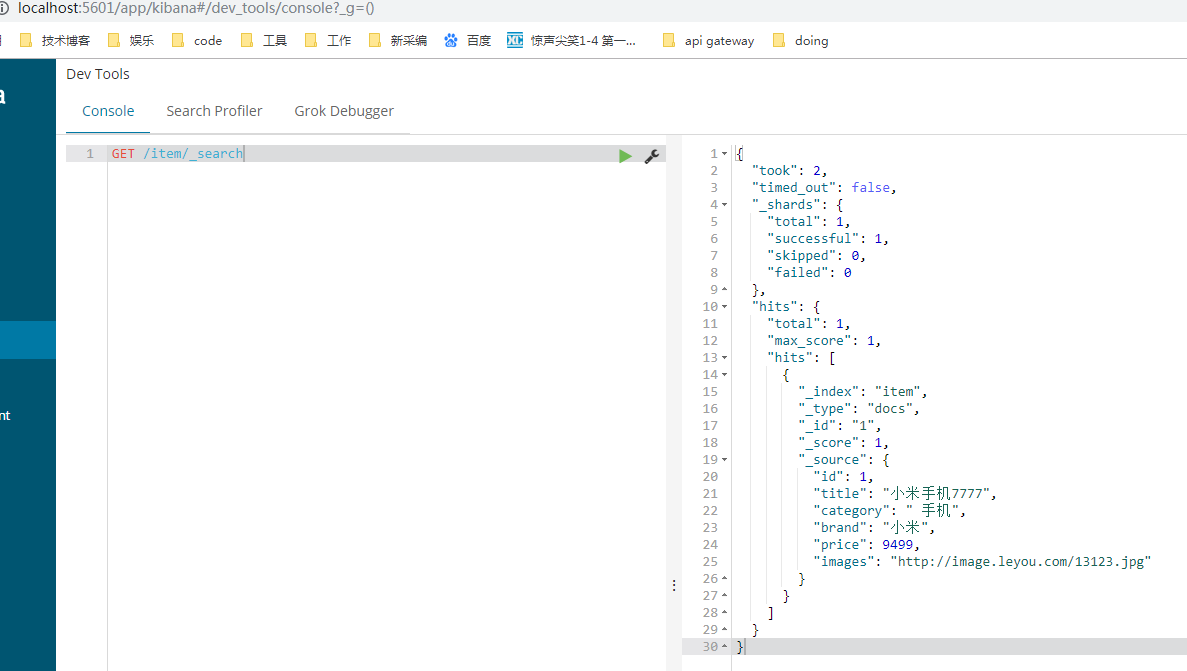 localhost:5601/app/kibana#/dev_tools/console?_g=()
技术博客 娱乐 code 工具 工作 新采编 百度 惊声尖笑1-4 第一... api gateway doing
a
Dev Tools
Console Search Profiler Grok Debugger
nt
1 GET /item/_search
1 {
2 "took": 2,
3 "timed_out": false,
4 "_shards": {
5 "total": 1,
6 "successful": 1,
7 "skipped": 0,
8 "failed": 0
9 },
10 "hits": {
11 "total": 1,
12 "max_score": 1,
13 "hits": [
14 {
15 "_index": "item",
16 "_type": "docs",
17 "_id": "1",
18 "_score": 1,
19 "_source": {
20 "id": 1,
21 "title": "小米手机7777",
22 "category": " 手机",
23 "brand": "小米",
24 "price": 9499,
25 "images": "http://image.leyou.com/13123.jpg"
26 }
27 }
28 ]
29 }
30 }